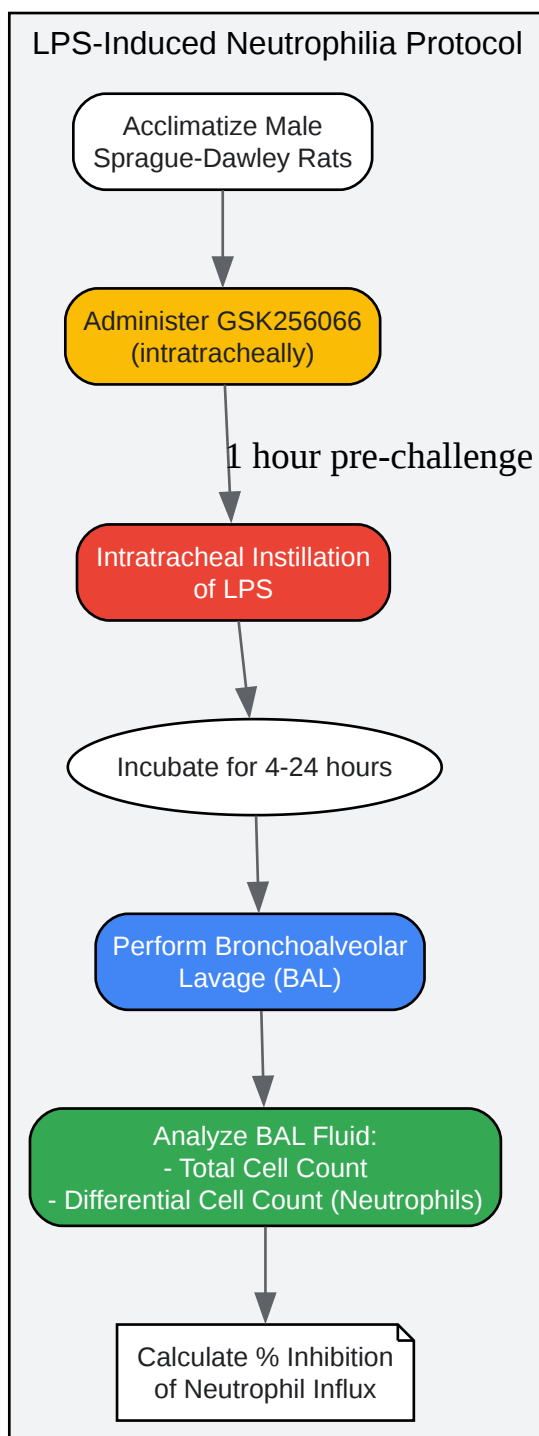 LPS-Induced Neutrophilia Protocol
Acclimatize Male
Sprague-Dawley Rats
Administer GSK256066
(intratracheally)
1 hour pre-challenge
Intratracheal Instillation
of LPS
Incubate for 4-24 hours
Perform Bronchoalveolar
Lavage (BAL)
Analyze BAL Fluid:
- Total Cell Count
- Differential Cell Count (Neutrophils)
Calculate % Inhibition
of Neutrophil Influx